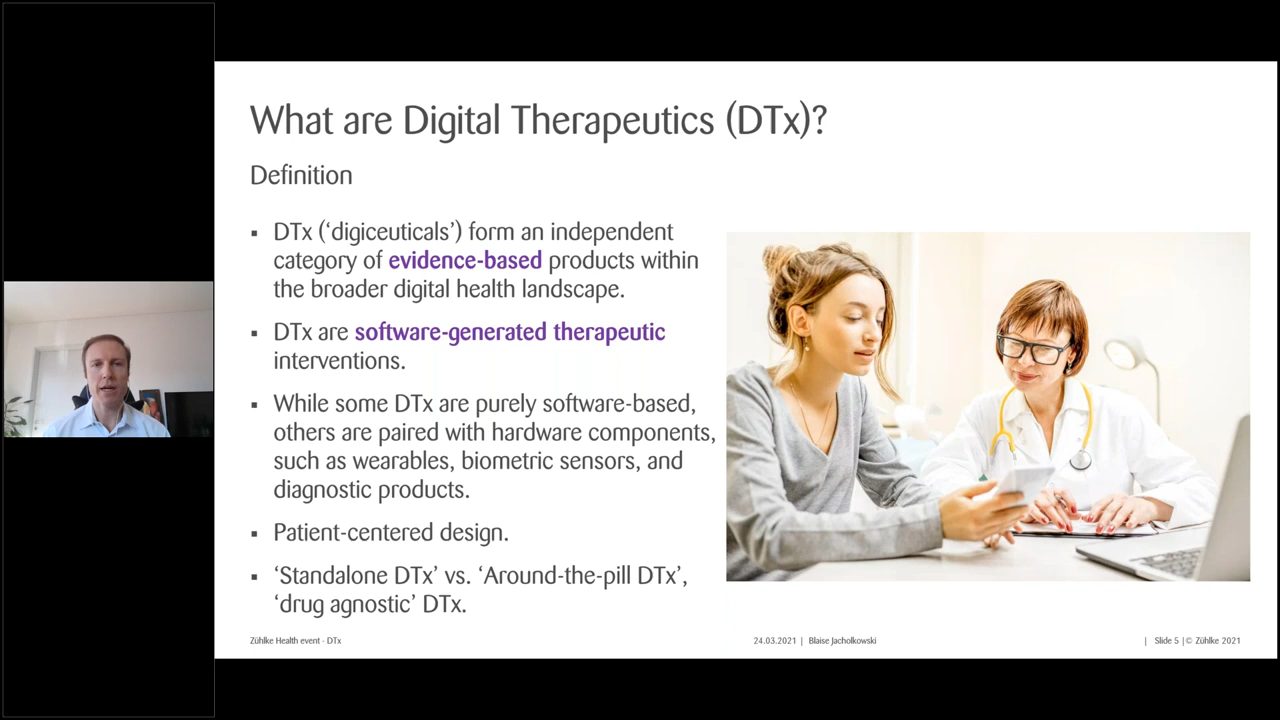 What are Digital Therapeutics (DTx)?
Definition
▪ DTx (‘digiceuticals’) form an independent
category of evidence-based products within
the broader digital health landscape.
▪ DTx are software-generated therapeutic
interventions.
▪ While some DTx are purely software-based,
others are paired with hardware components,
such as wearables, biometric sensors, and
diagnostic products.
▪ Patient-centered design.
▪ ‘Standalone DTx’ vs. ‘Around-the-pill DTx’,
‘drug agnostic’ DTx.
Zühlke Health event - DTx
24.03.2021 | Blaise Jacholkowski
| Slide 5 |© Zühlke 2021